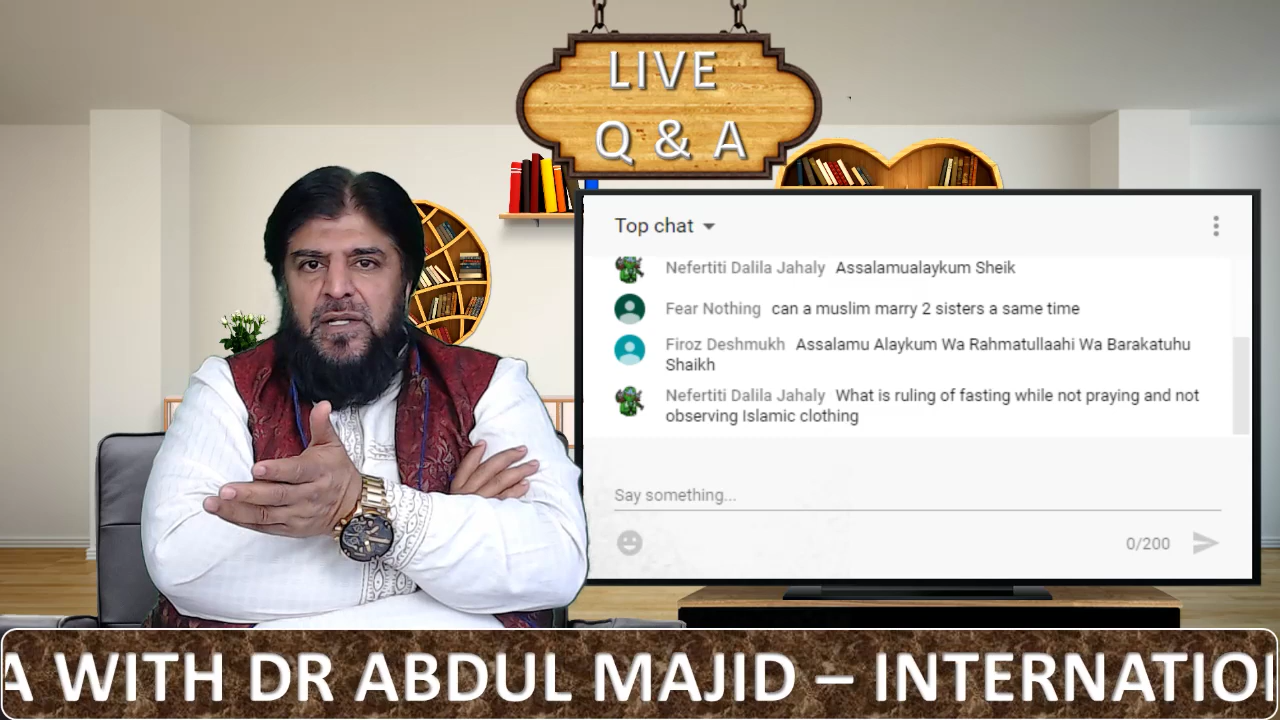 LIVE
Q & A
Top chat
Nefertiti Dalila Jahaly Assalamualaykum Sheik
Fear Nothing can a muslim marry 2 sisters a same time
Firoz Deshmukh Assalamu Alaykum Wa Rahmatullaahi Wa Barakatuhu
Shaikh
Nefertiti Dalila Jahaly What is ruling of fasting while not praying and not
observing Islamic clothing
Say something...
0/200
A WITH DR ABDUL MAJID – INTERNATIO